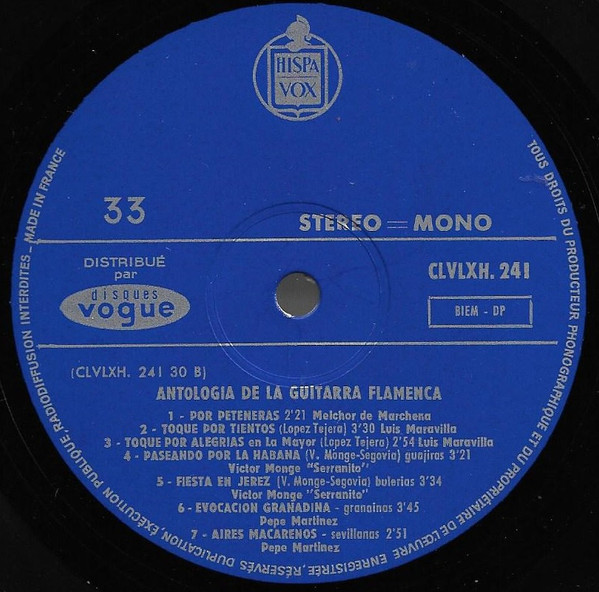 HISPA
VOX
33
STEREO = MONO
DISTRIBUÉ
par
disques
vogue
CLVLXH. 241
BIEM - DP
(CLVLXH. 241 30 B)
ANTOLOGIA DE LA GUITARRA FLAMENCA
1 - POR PETENERAS 2'21 Melchor de Marchena
2 - TOQUE POR TIENTOS (Lopez Tejera) 3'30 Luis Maravilla
3 - TOQUE POR ALEGRIAS en La Mayor (Lopez Tejera) 2'54 Luis Maravilla
4 - PASEANDO POR LA HABANA (V. Monge-Segovia) guajiras 3'21
Victor Monge "Serranito"
5 - FIESTA EN JEREZ (V. Monge-Segovia) bulerias 3'34
Victor Monge "Serranito"
6 - EVOCACION GRANADINA - granainas 3'45
Pepe Martinez
7 - AIRES MACARENOS - sevillanas 2'51
Pepe Martinez
TOUS DROITS DU PRODUCTEUR PHONOGRAPHIQUE ET DU PROPRIÉTAIRE DE L'ŒUVRE ENREGISTRÉE, RÉSERVÉS DUPLICATION, EXÉCUTION PUBLIQUE, RADIODIFFUSION INTERDITES - MADE IN FRANCE